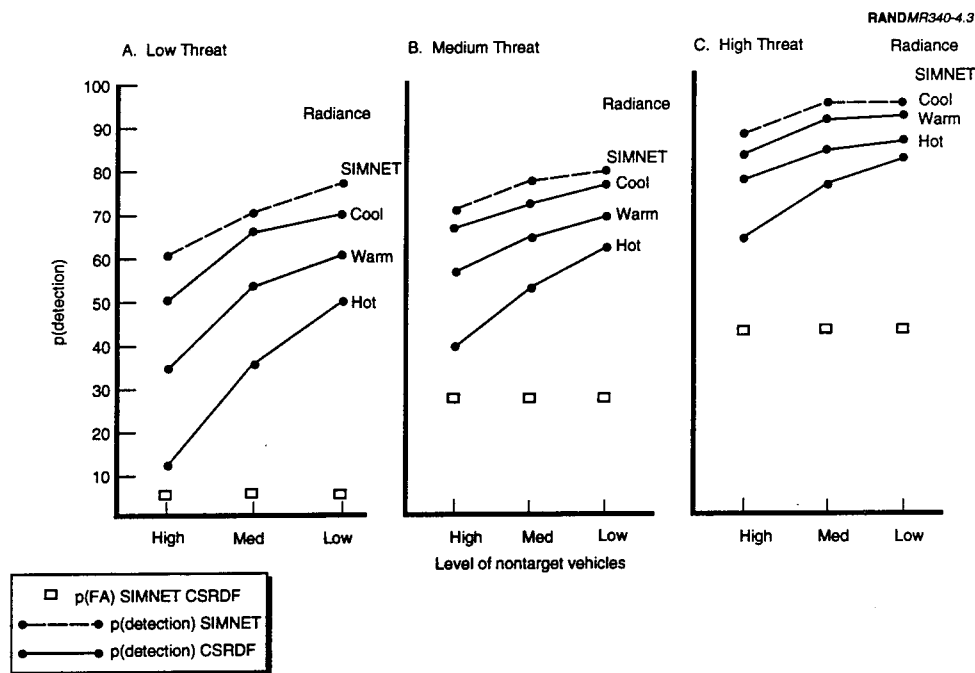 RANDMR340-4.3
A. Low Threat
B. Medium Threat
C. High Threat
Radiance
SIMNET
Cool
Warm
Hot
Radiance
SIMNET
Cool
Warm
Hot
Radiance
SIMNET
Cool
Warm
Hot
p(detection)
100
90
80
70
60
50
40
30
20
10
High Med Low
High Med Low
High Med Low
Level of nontarget vehicles
p(FA) SIMNET CSRDF
p(detection) SIMNET
p(detection) CSRDF